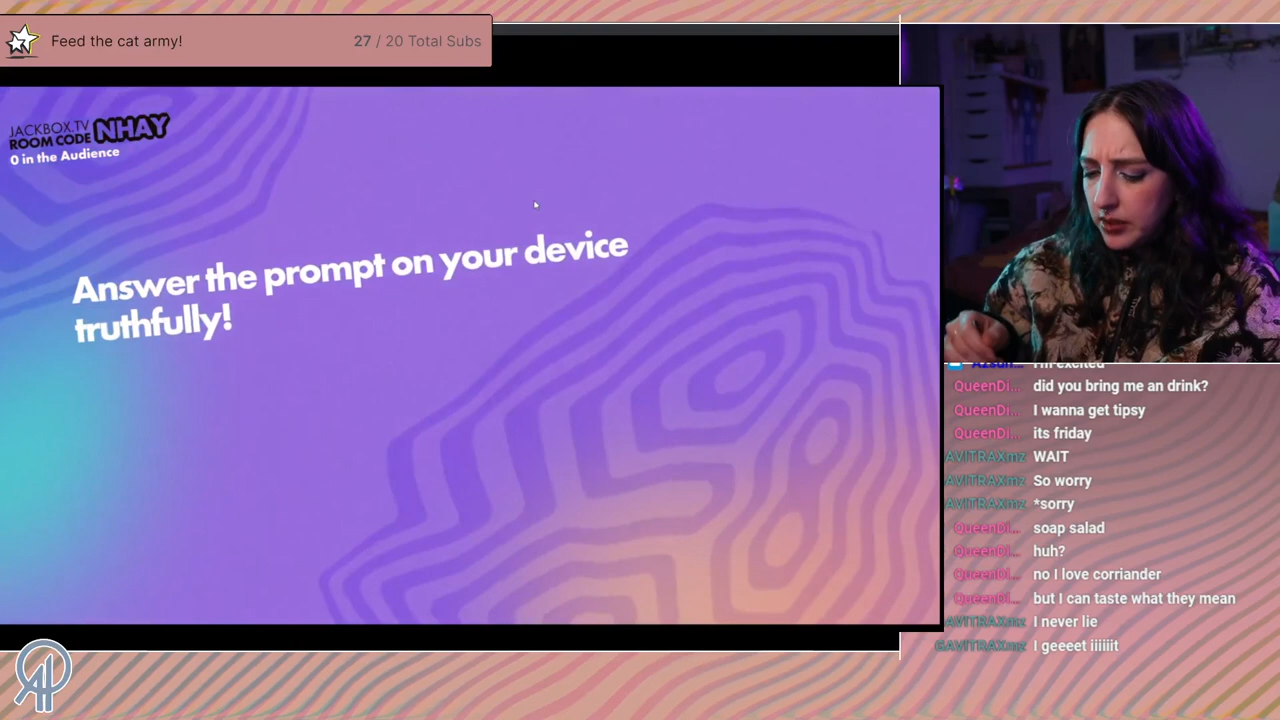 Feed the cat army!
27 / 20 Total Subs
JACKBOX.TV
ROOM CODE NHAY
0 in the Audience
Answer the prompt on your device
truthfully!
I'm excited
QueenDi... did you bring me an drink?
QueenDi... I wanna get tipsy
QueenDi... its friday
AVITRAXmz WAIT
AVITRAXmz So worry
AVITRAXmz *sorry
QueenDi... soap salad
QueenDi... huh?
QueenDi... no I love corriander
QueenDi... but I can taste what they mean
AVITRAXmz I never lie
GAVITRAXmz I geeeet iiiiiit